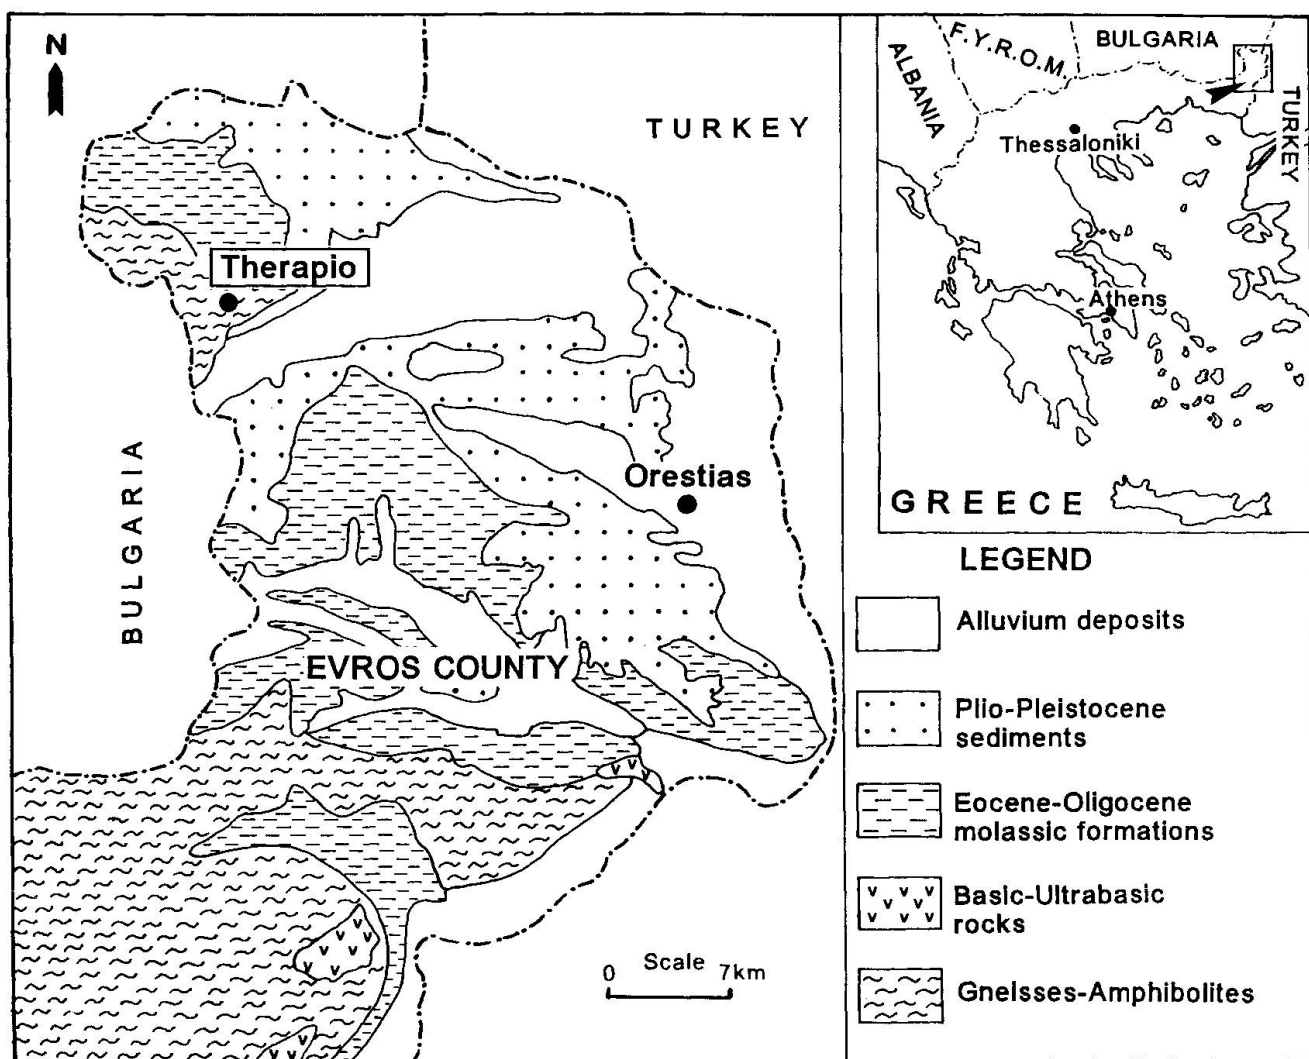 N
TURKEY
Therapio
BULGARIA
Orestias
EVROS COUNTY
Scale
0 7km
ALBANIA
F.Y.R.O.M.
BULGARIA
TURKEY
Thessaloniki
Athens
GREECE
LEGEND
Alluvium deposits
Plio-Pleistocene
sediments
Eocene-Oligocene
molassic formations
Basic-Ultrabasic
rocks
Gneisses-Amphibolites